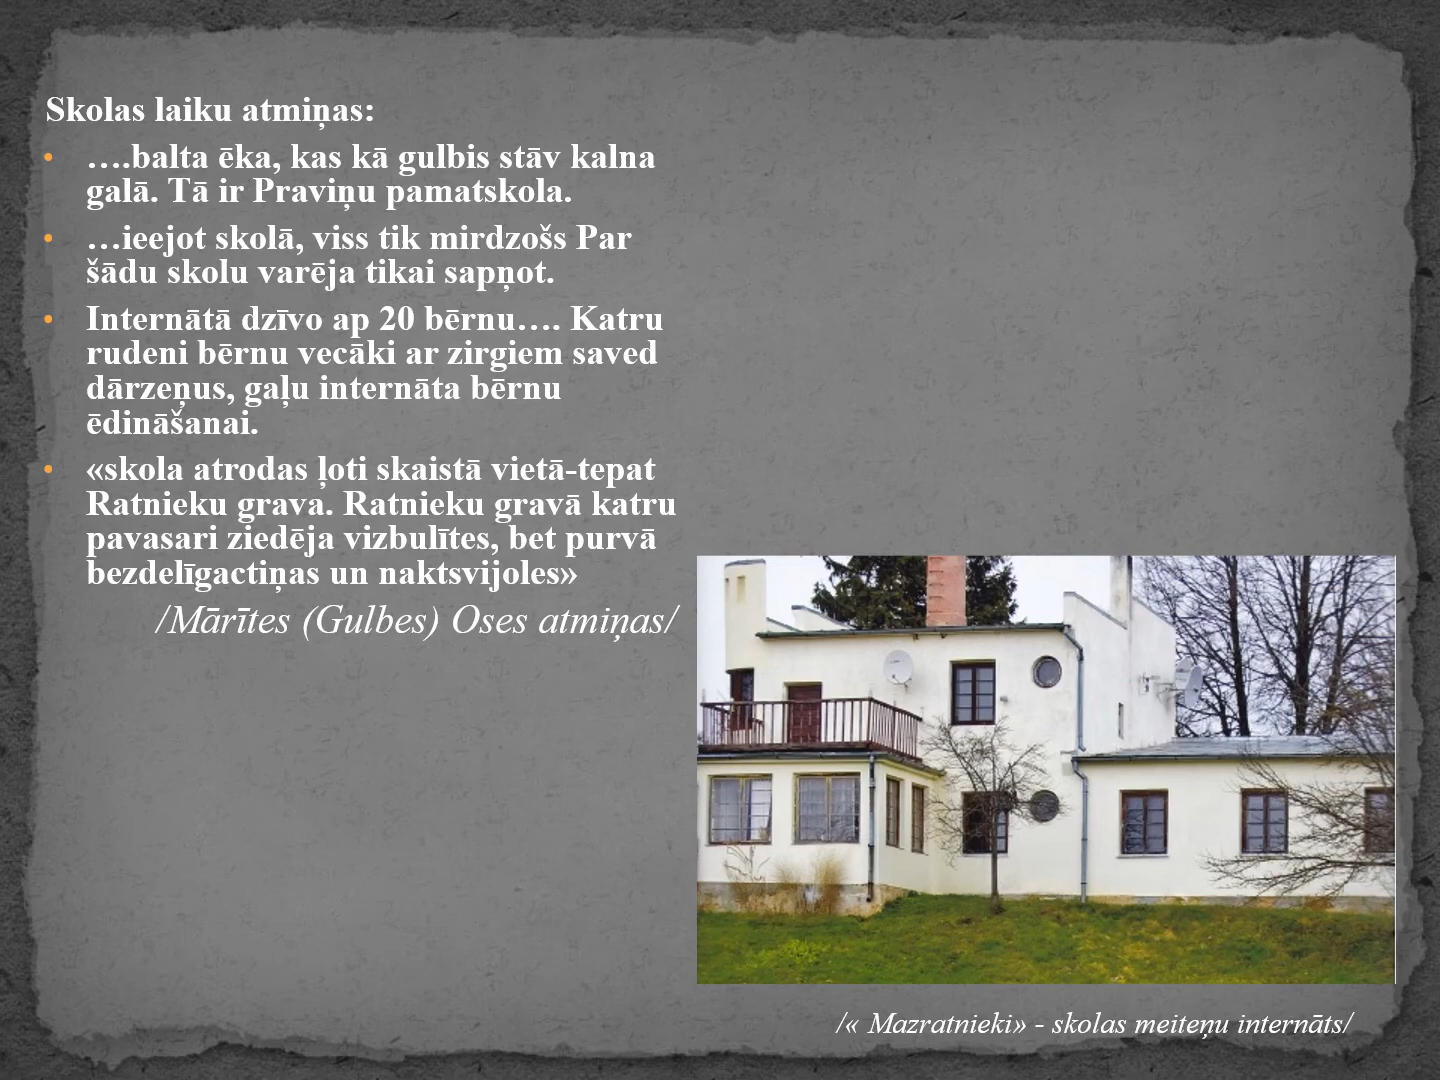 Skolas laiku atmiņas:
• ….balta ēka, kas kā gulbis stāv kalna
galā. Tā ir Praviņu pamatskola.
• …ieejot skolā, viss tik mirdzošs Par
šādu skolu varēja tikai sapņot.
• Internātā dzīvo ap 20 bērnu…. Katru
rudeni bērnu vecāki ar zirgiem saved
dārzeņus, gaļu internāta bērnu
ēdināšanai.
• «skola atrodas ļoti skaistā vietā-tepat
Ratnieku grava. Ratnieku gravā katru
pavasari ziedēja vizbulītes, bet purvā
bezdelīgactiņas un naktsvijoles»
/Mārītes (Gulbes) Oses atmiņas/
/« Mazratnieki» - skolas meiteņu internāts/